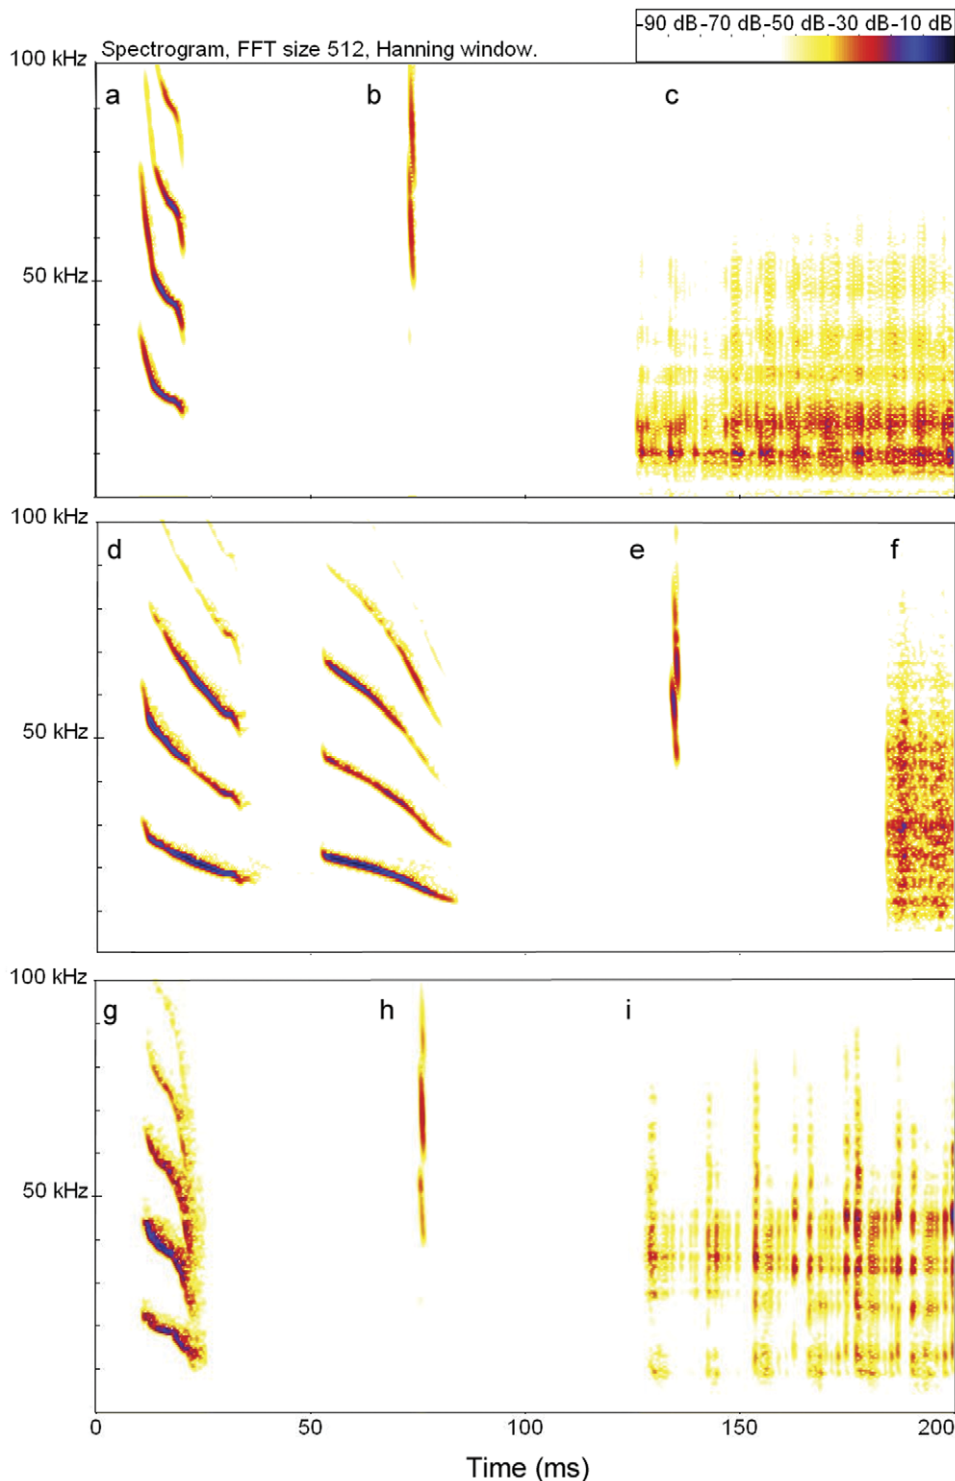 -90 dB -70 dB -50 dB -30 dB -10 dB
Spectrogram, FFT size 512, Hanning window.
100 kHz
a b c
50 kHz
100 kHz
d e f
50 kHz
100 kHz
g h i
50 kHz
0 50 100 150 200
Time (ms)